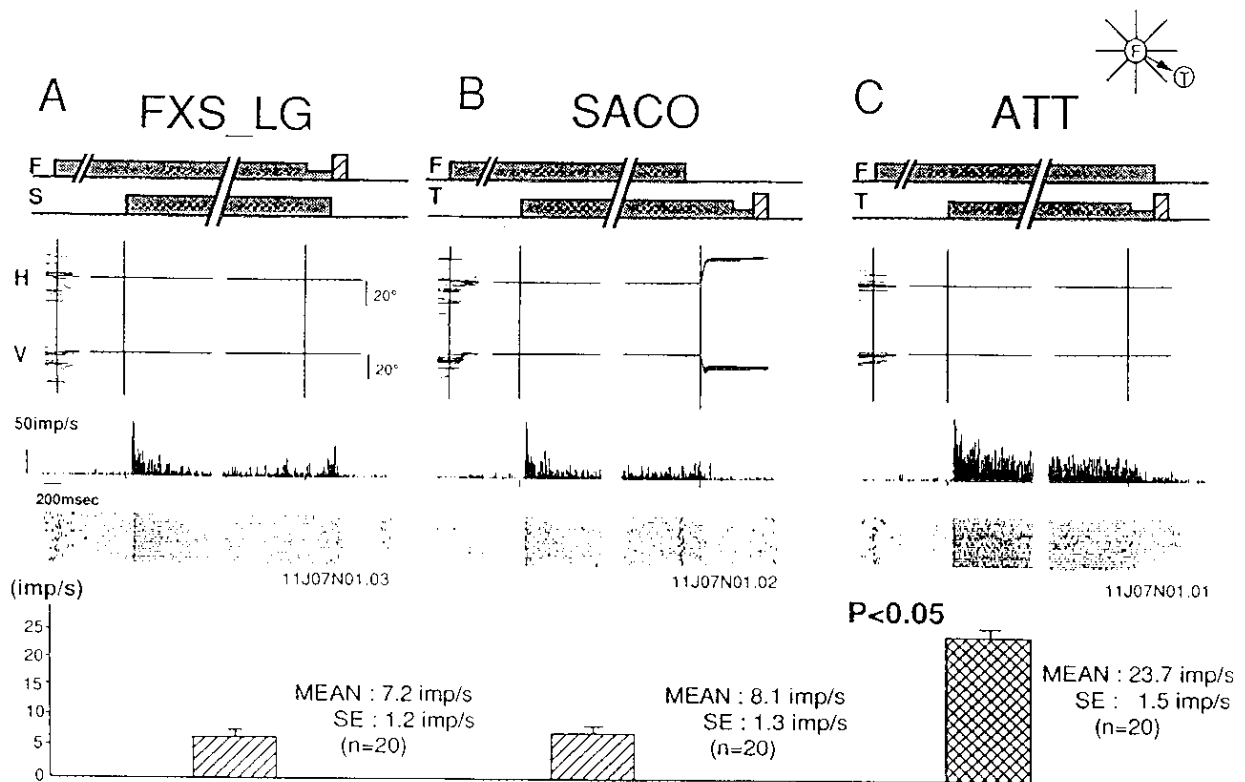 F
T
A
B
C
FXS_LG
SACO
ATT
F
S
F
T
F
T
H
20°
20°
V
20°
20°
50imp/s
200msec
11J07N01.03
11J07N01.02
11J07N01.01
(imp/s)
25
20
15
10
5
0
P<0.05
MEAN : 7.2 imp/s
SE : 1.2 imp/s
(n=20)
MEAN : 8.1 imp/s
SE : 1.3 imp/s
(n=20)
MEAN : 23.7 imp/s
SE : 1.5 imp/s
(n=20)